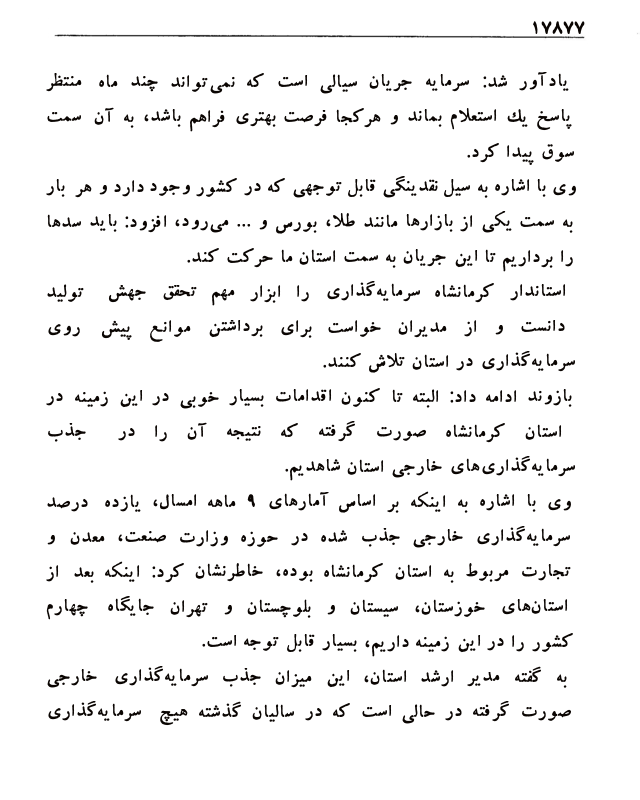 ۱۷۸۷۷
یادآور شد: سرمایه جریان سیالی است که نمی‌تواند چند ماه منتظر
پاسخ یك استعلام بماند و هرکجا فرصت بهتری فراهم باشد، به آن سمت
سوق پیدا کرد.
وی با اشاره به سیل نقدینگی قابل توجهی که در کشور وجود دارد و هر بار
به سمت یکی از بازارها مانند طلا، بورس و ... می‌رود، افزود: باید سدها
را برداریم تا این جریان به سمت استان ما حرکت کند.
استاندار کرمانشاه سرمایه‌گذاری را ابزار مهم تحقق جهش تولید
دانست و از مدیران خواست برای برداشتن موانع پیش روی
سرمایه‌گذاری در استان تلاش کنند.
بازوند ادامه داد: البته تا کنون اقدامات بسیار خوبی در این زمینه در
استان کرمانشاه صورت گرفته که نتیجه آن را در جذب
سرمایه‌گذاری‌های خارجی استان شاهدیم.
وی با اشاره به اینکه بر اساس آمارهای ۹ ماهه امسال، یازده درصد
سرمایه‌گذاری خارجی جذب شده در حوزه وزارت صنعت، معدن و
تجارت مربوط به استان کرمانشاه بوده، خاطرنشان کرد: اینکه بعد از
استان‌های خوزستان، سیستان و بلوچستان و تهران جایگاه چهارم
کشور را در این زمینه داریم، بسیار قابل توجه است.
به گفته مدیر ارشد استان، این میزان جذب سرمایه‌گذاری خارجی
صورت گرفته در حالی است که در سالیان گذشته هیچ سرمایه‌گذاری